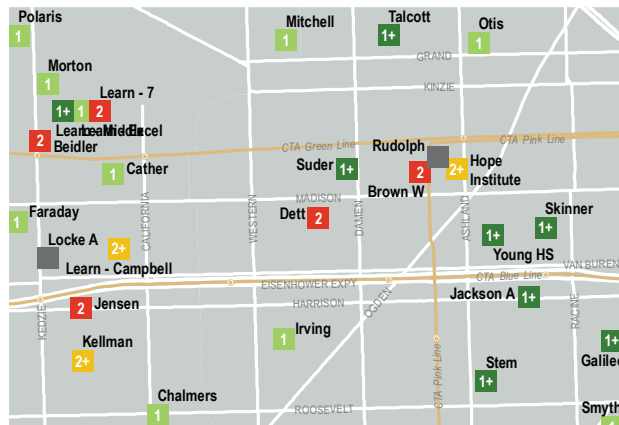 Polaris
1
Mitchell
1
Talcott
1+
Otis
1
GRAND
Morton
1
KINZIE
Learn - 7
1+
1
2
2
Beidler
CTA Green Line
CTA Pink Line
Rudolph
Cather
1
Suder
1+
2
2+
Hope
Institute
Brown W
MADISON
Faraday
1
CALIFORNIA
WESTERN
Dett
2
DAMEN
ASHLAND
Skinner
1+
1+
Young HS
Locke A
2+
Learn - Campbell
VAN BUREN
CTA Blue Line
EISENHOWER EXPY
HARRISON
Jackson A
1+
KEDZIE
2
Jensen
OGDEN
RACINE
Irving
1
Kellman
2+
CTA Pink Line
Stem
1+
1+
Galile
Chalmers
1
ROOSEVELT
Smyth
1